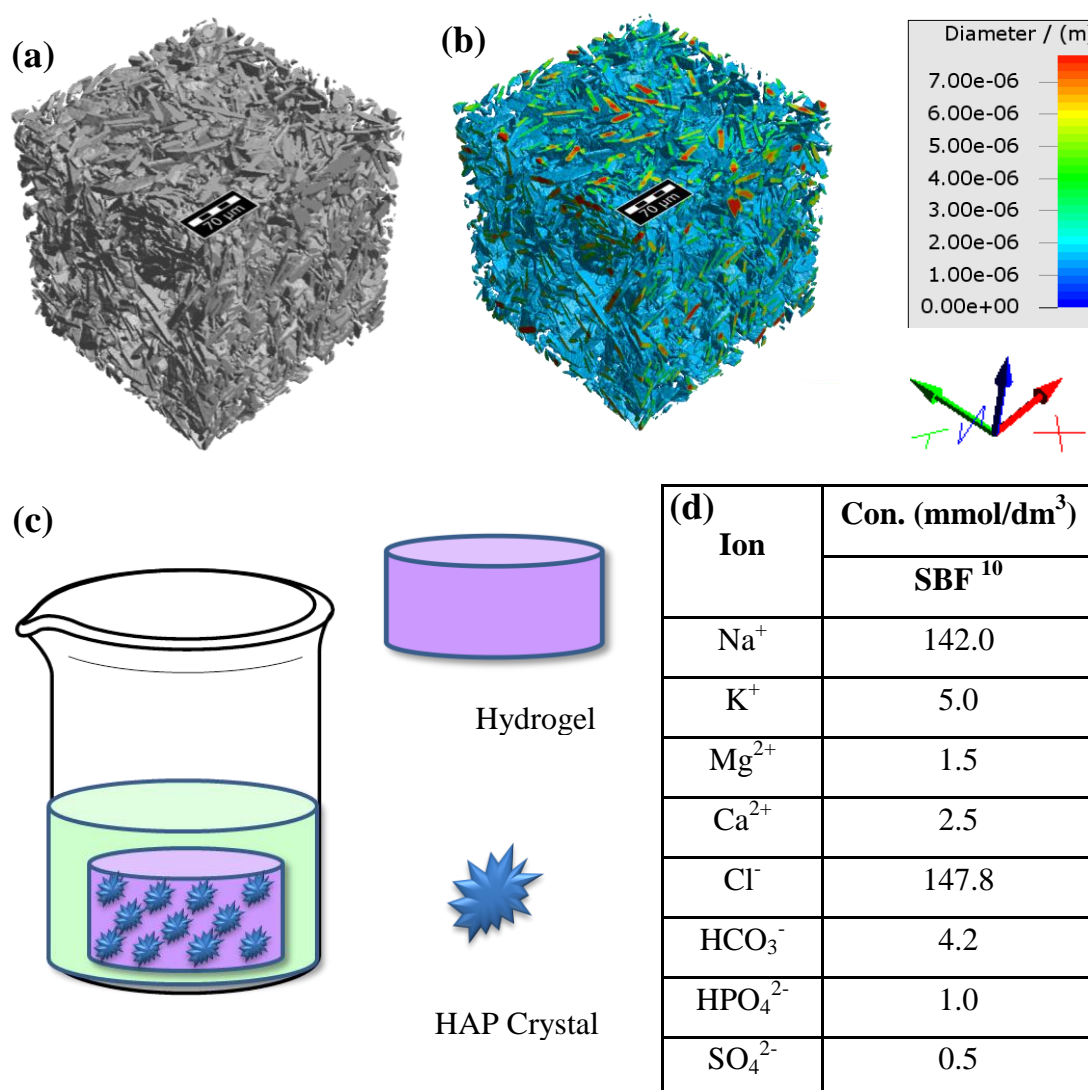 (a)
70 µm
(b)
70 µm
Diameter / (m
7.00e-06
6.00e-06
5.00e-06
4.00e-06
3.00e-06
2.00e-06
1.00e-06
0.00e+00
Y
Z
X
(c)
Hydrogel
HAP Crystal
(d)
Ion
Con. (mmol/dm³)
SBF ¹⁰
Na⁺ 142.0
K⁺ 5.0
Mg²⁺ 1.5
Ca²⁺ 2.5
Cl⁻ 147.8
HCO₃⁻ 4.2
HPO₄²⁻ 1.0
SO₄²⁻ 0.5